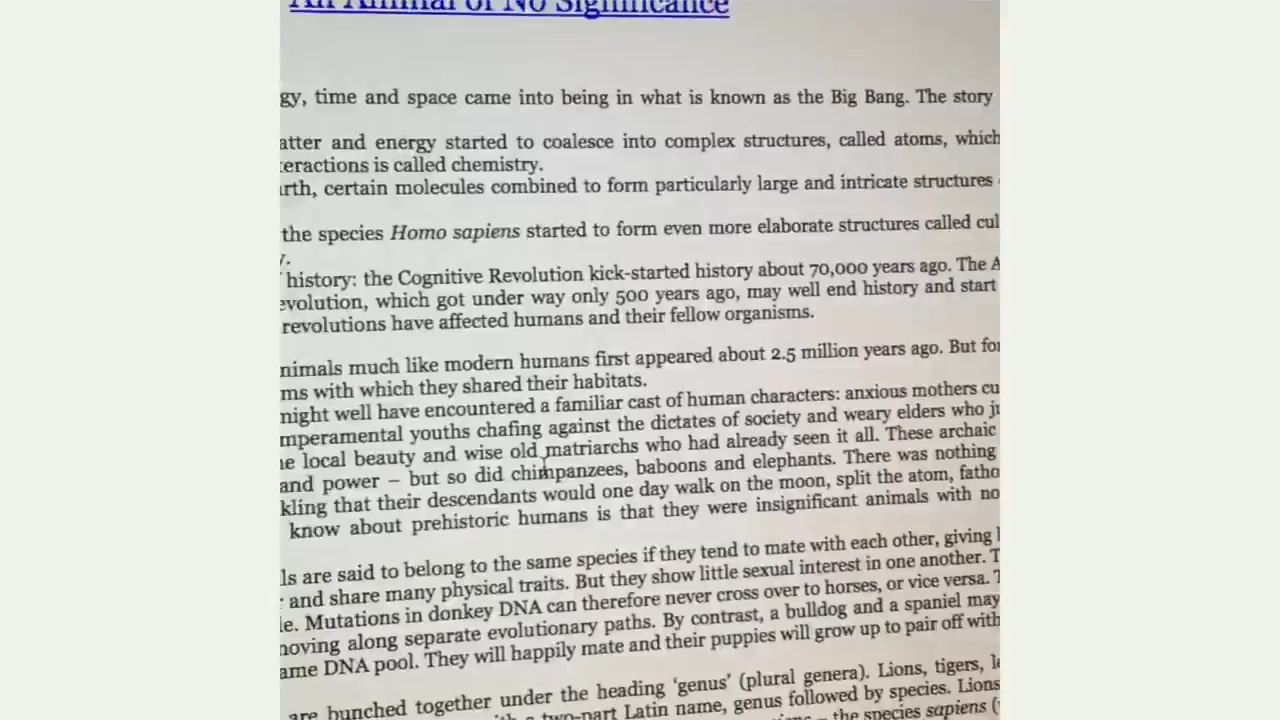 An Animal of No Significance
gy, time and space came into being in what is known as the Big Bang. The story
atter and energy started to coalesce into complex structures, called atoms, which
teractions is called chemistry.
rth, certain molecules combined to form particularly large and intricate structures
the species Homo sapiens started to form even more elaborate structures called cul
y.
history: the Cognitive Revolution kick-started history about 70,000 years ago. The A
evolution, which got under way only 500 years ago, may well end history and start
revolutions have affected humans and their fellow organisms.
nimals much like modern humans first appeared about 2.5 million years ago. But for
ms with which they shared their habitats.
might well have encountered a familiar cast of human characters: anxious mothers cu
mperamental youths chafing against the dictates of society and weary elders who ju
e local beauty and wise old matriarchs who had already seen it all. These archaic
and power – but so did chimpanzees, baboons and elephants. There was nothing
kling that their descendants would one day walk on the moon, split the atom, fatho
know about prehistoric humans is that they were insignificant animals with no
ls are said to belong to the same species if they tend to mate with each other, giving
and share many physical traits. But they show little sexual interest in one another. T
le. Mutations in donkey DNA can therefore never cross over to horses, or vice versa. T
moving along separate evolutionary paths. By contrast, a bulldog and a spaniel may
ame DNA pool. They will happily mate and their puppies will grow up to pair off with
are bunched together under the heading ‘genus’ (plural genera). Lions, tigers, le
two-part Latin name, genus followed by species. Lions
– the species sapiens (